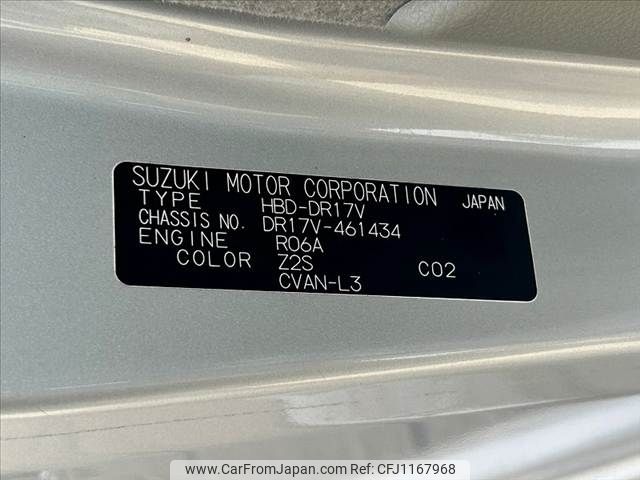 SUZUKI MOTOR CORPORATION JAPAN
TYPE HBD-DR17V
CHASSIS NO. DR17V-461434
ENGINE R06A
COLOR Z2S C02
CVAN-L3
www.CarFromJapan.com | REF No. CFJ1167968